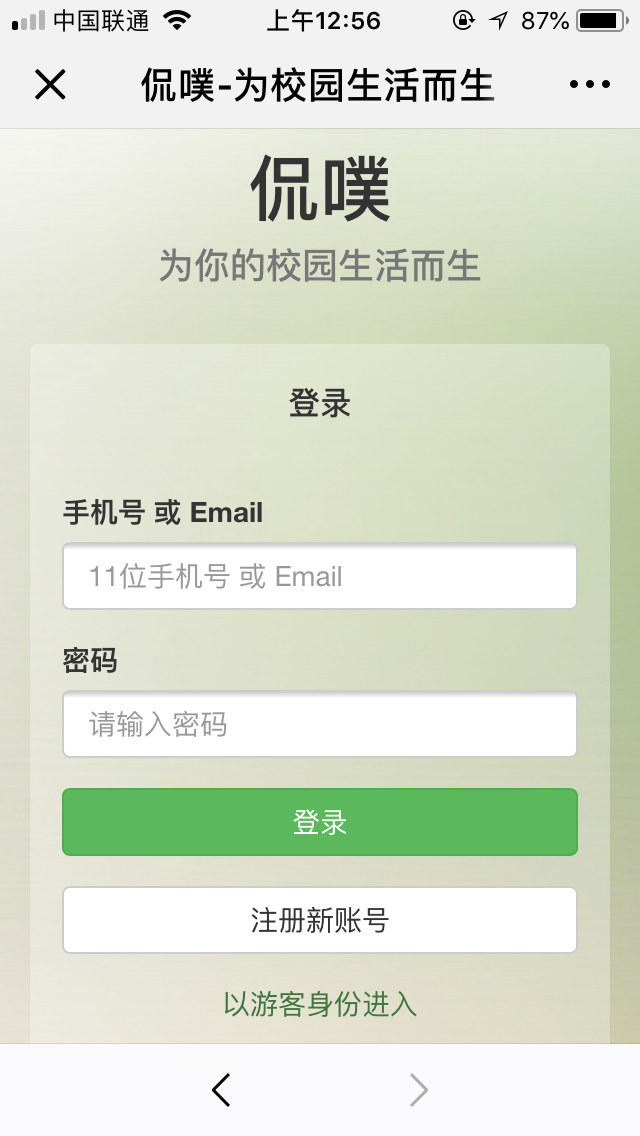 中国联通 上午12:56 87%
侃噗-为校园生活而生
侃噗
为你的校园生活而生
登录
手机号 或 Email
11位手机号 或 Email
密码
请输入密码
登录
注册新账号
以游客身份进入